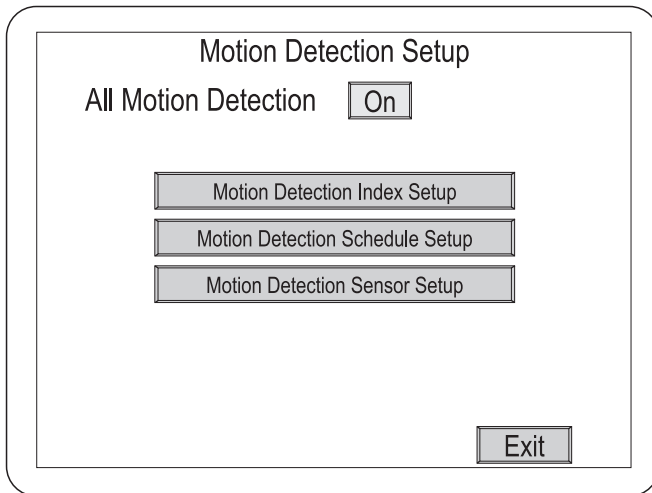 Motion Detection Setup
All Motion Detection On
Motion Detection Index Setup
Motion Detection Schedule Setup
Motion Detection Sensor Setup
Exit